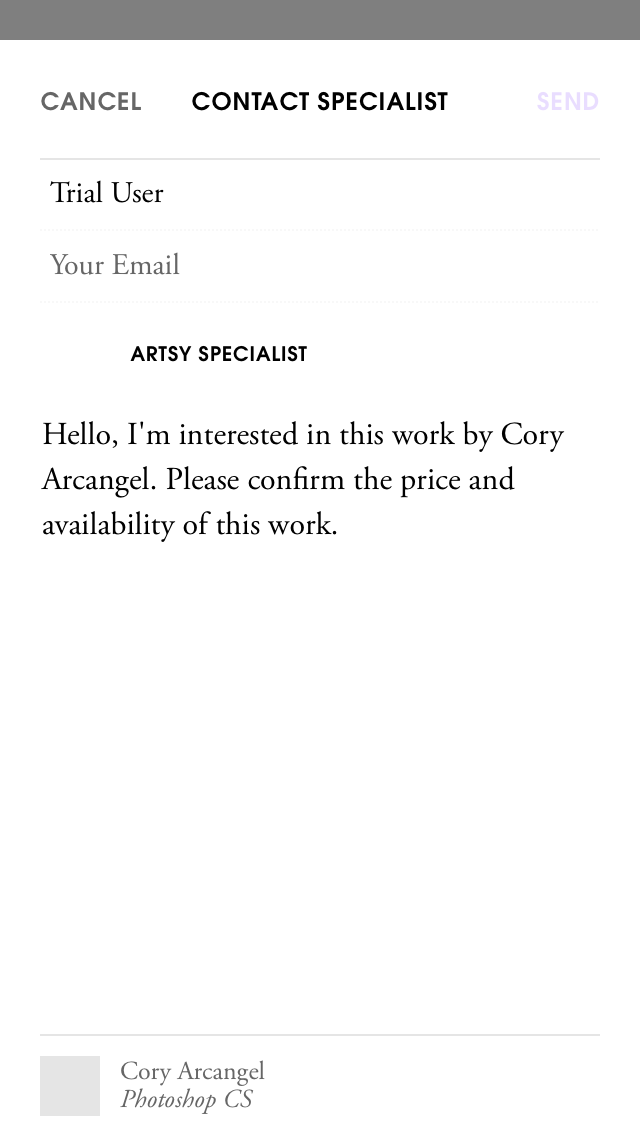 CANCEL CONTACT SPECIALIST SEND
Trial User
Your Email
ARTSY SPECIALIST
Hello, I'm interested in this work by Cory
Arcangel. Please confirm the price and
availability of this work.
Cory Arcangel
Photoshop CS